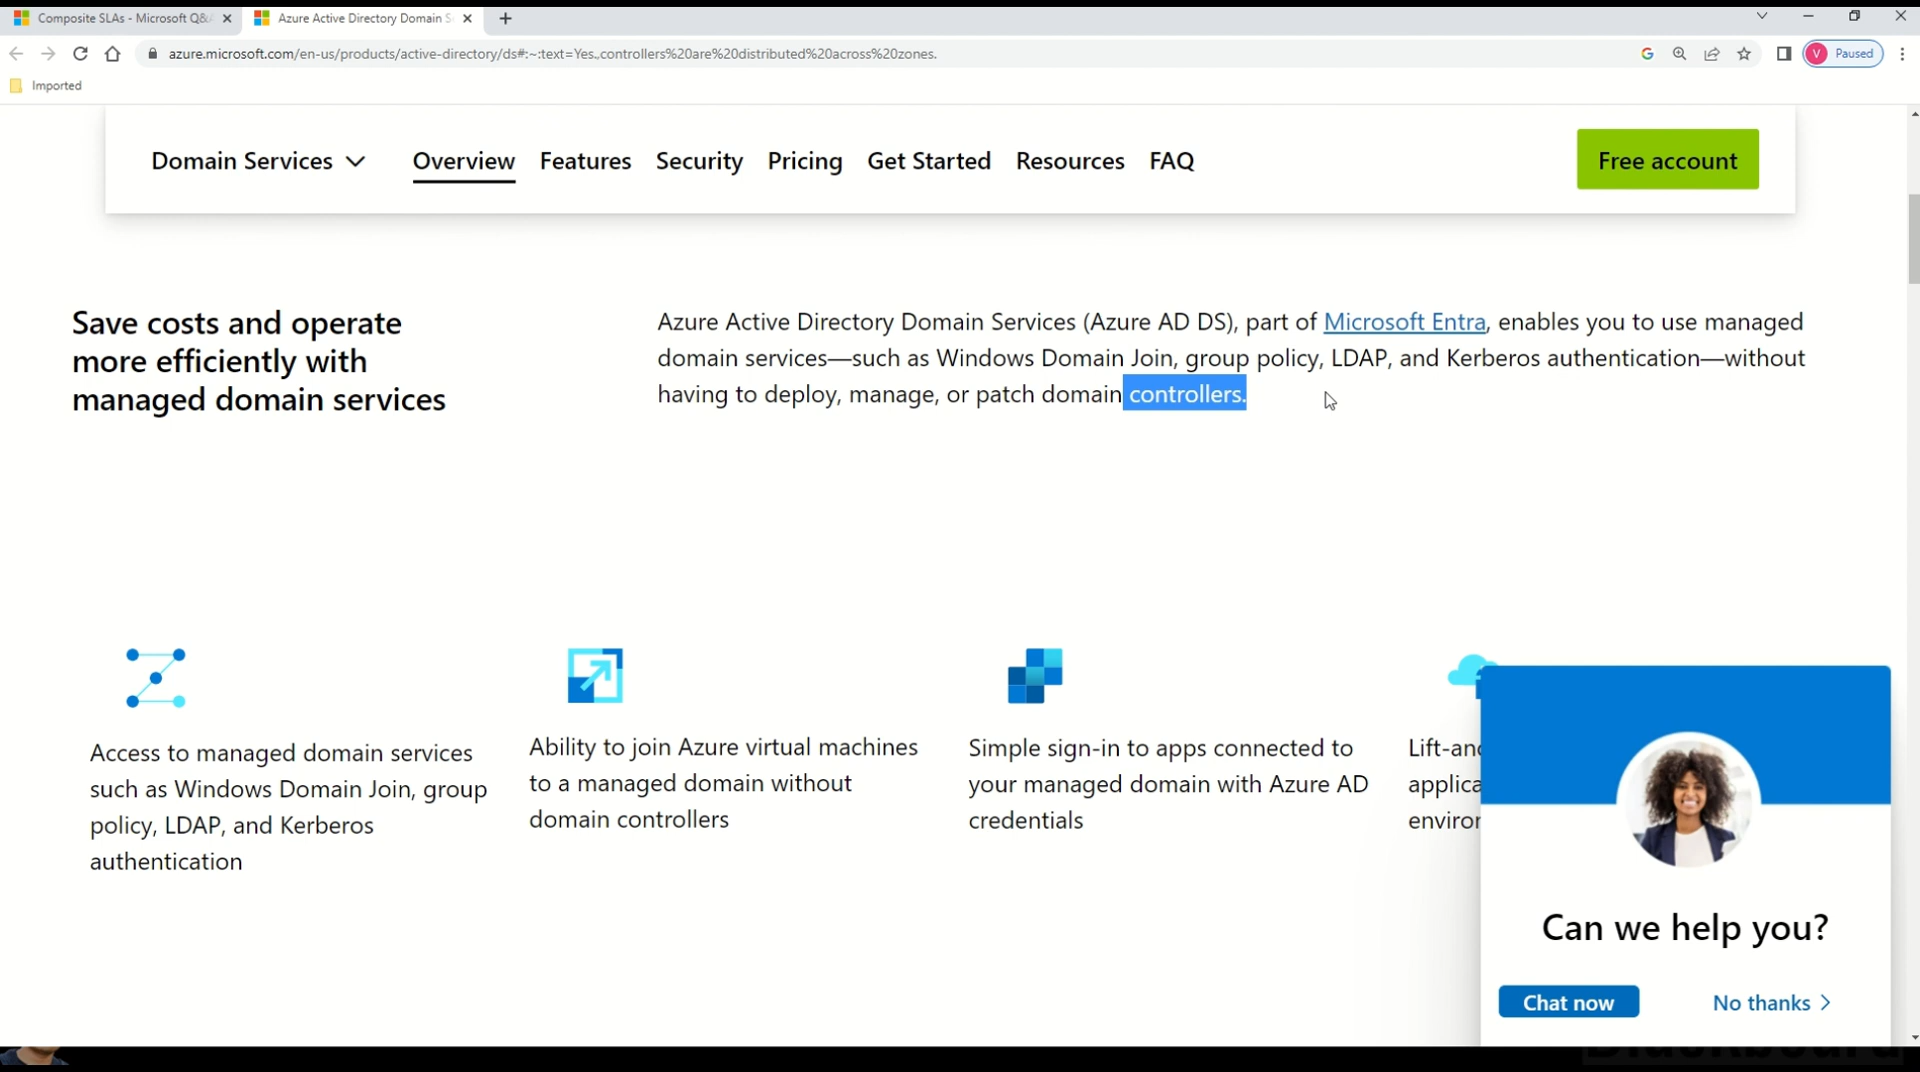 Composite SLAs - Microsoft Q&
Azure Active Directory Domain S
azure.microsoft.com/en-us/products/active-directory/ds#:~:text=Yes.,controllers%20are%20distributed%20across%20zones.
V Paused
Imported
Domain Services Overview Features Security Pricing Get Started Resources FAQ Free account
Save costs and operate
more efficiently with
managed domain services
Azure Active Directory Domain Services (Azure AD DS), part of Microsoft Entra, enables you to use managed
domain services—such as Windows Domain Join, group policy, LDAP, and Kerberos authentication—without
having to deploy, manage, or patch domain controllers.
Access to managed domain services
such as Windows Domain Join, group
policy, LDAP, and Kerberos
authentication
Ability to join Azure virtual machines
to a managed domain without
domain controllers
Simple sign-in to apps connected to
your managed domain with Azure AD
credentials
Lift-and
applica
enviror
Can we help you?
Chat now No thanks